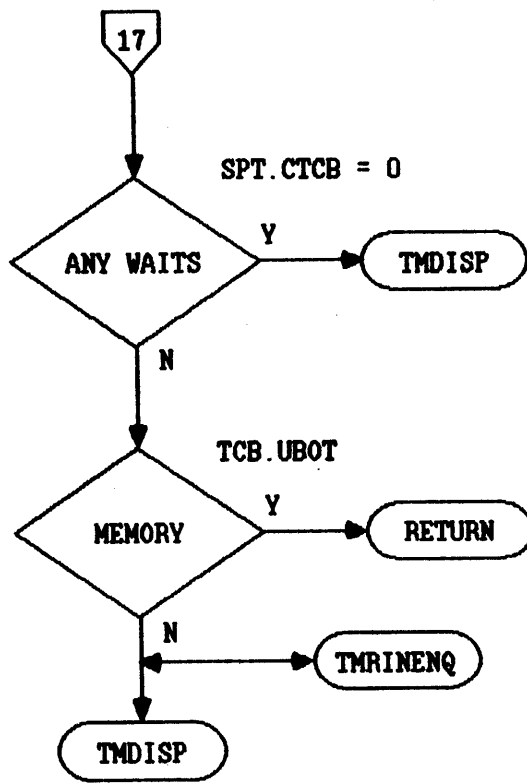 17
SPT.CTCB = 0
Y
ANY WAITS
TMDISP
N
TCB.UBOT
Y
MEMORY
RETURN
N
TMRINENQ
TMDISP